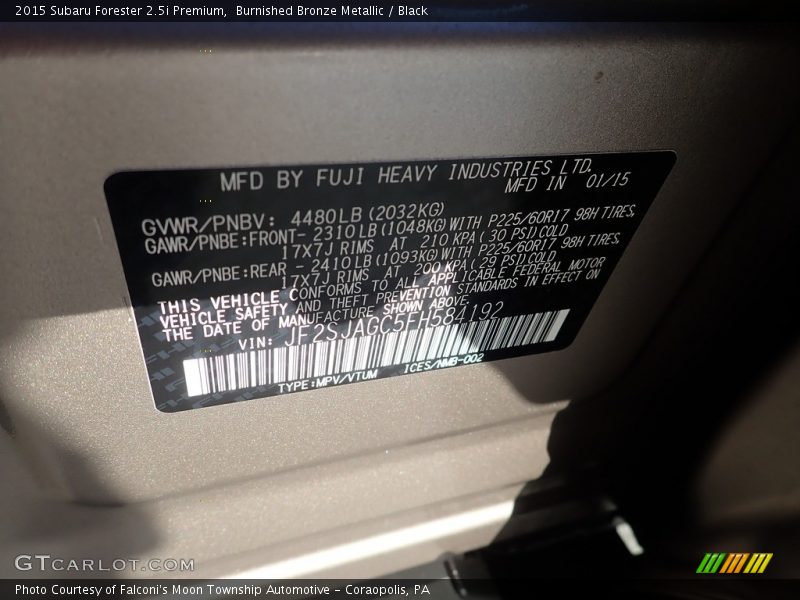 2015 Subaru Forester 2.5i Premium,  Burnished Bronze Metallic / Black
MFD BY FUJI HEAVY INDUSTRIES LTD.
MFD IN 01/15
GVWR/PNBV: 4480LB (2032KG)
GAWR/PNBE:FRONT- 2310LB (1048KG) WITH P225/60R17 98H TIRES,
17X7J RIMS AT 210 KPA (30 PSI) COLD
GAWR/PNBE:REAR - 2410LB (1093KG) WITH P225/60R17 98H TIRES,
17X7J RIMS AT 200 KPA (29 PSI) COLD
THIS VEHICLE CONFORMS TO ALL APPLICABLE FEDERAL MOTOR
VEHICLE SAFETY AND THEFT PREVENTION STANDARDS IN EFFECT ON
THE DATE OF MANUFACTURE SHOWN ABOVE.
VIN: JF2SJAGC5FH584192
TYPE:MPV/VTUM ICES/NMB-002
GTCARLOT.COM
Photo Courtesy of Falconi's Moon Township Automotive - Coraopolis, PA